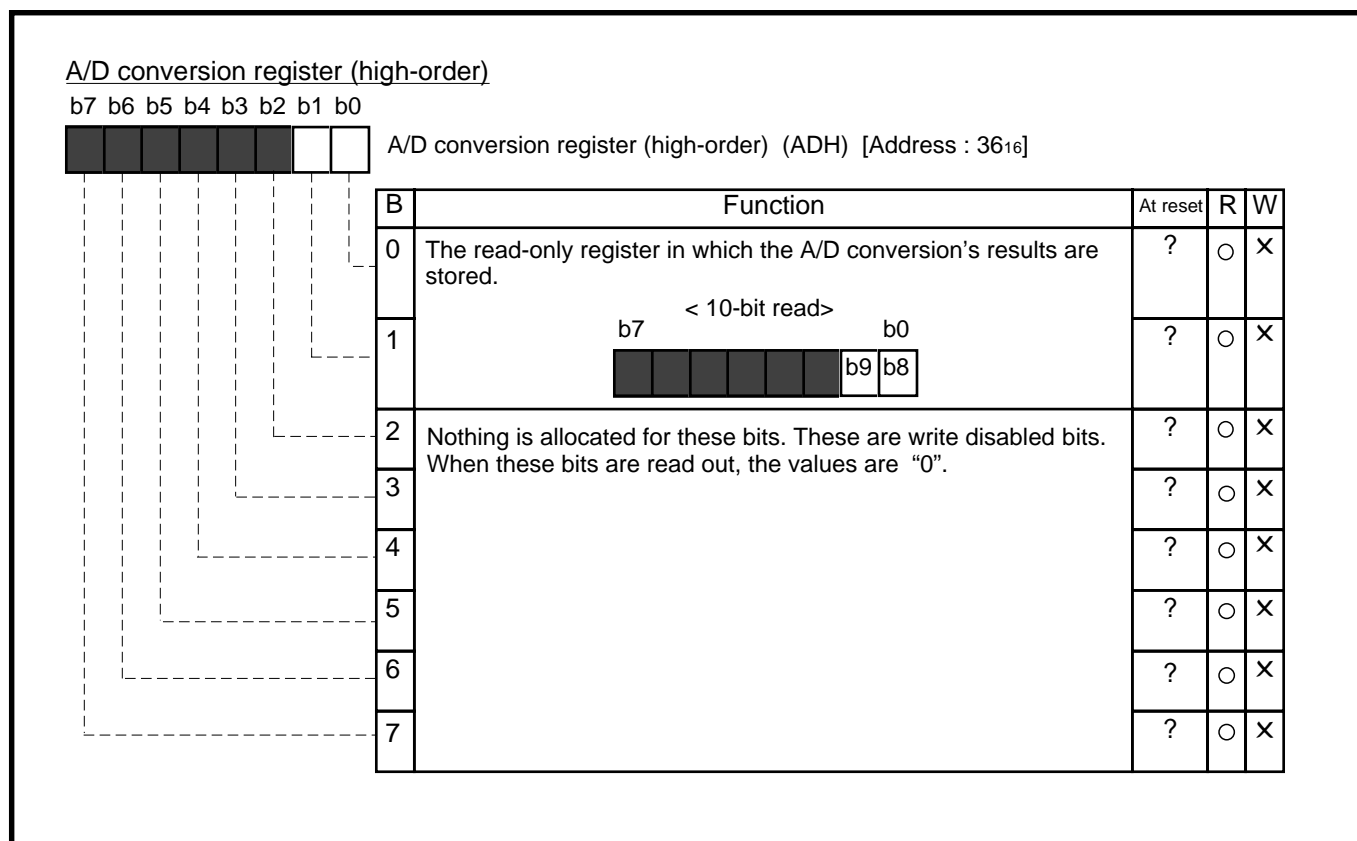 A/D conversion register (high-order)
b7 b6 b5 b4 b3 b2 b1 b0
A/D conversion register (high-order) (ADH) [Address : 36₁₆]
B Function At reset R W
0 The read-only register in which the A/D conversion’s results are ? ○ ×
stored.
< 10-bit read>
b7 b0
1 ? ○ ×
b9 b8
2 Nothing is allocated for these bits. These are write disabled bits. ? ○ ×
When these bits are read out, the values are “0”.
3 ? ○ ×
4 ? ○ ×
5 ? ○ ×
6 ? ○ ×
7 ? ○ ×